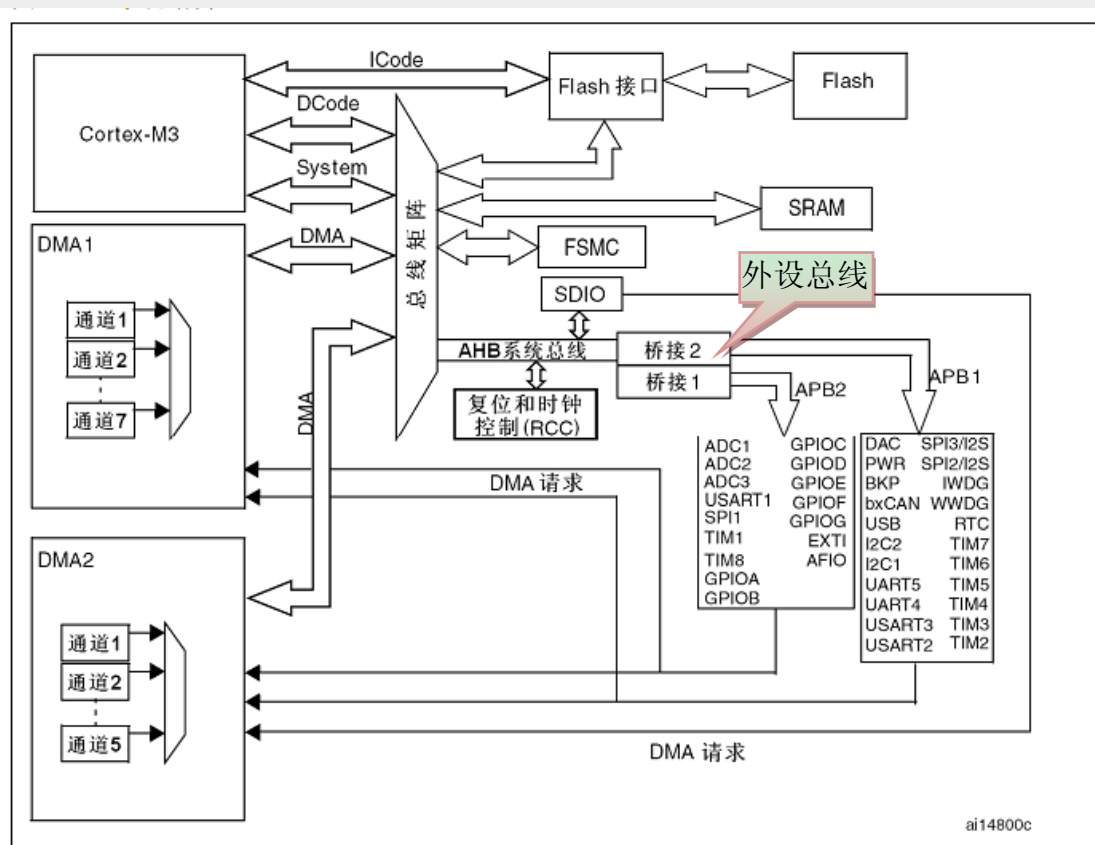 ICode
Flash 接口
Flash
Cortex-M3
DCode
System
总线矩阵
SRAM
DMA1
DMA
FSMC
外设总线
SDIO
通道1
通道2
通道7
AHB系统总线
桥接2
桥接1
APB2
APB1
复位和时钟
控制(RCC)
DMA
ADC1 GPIOC
ADC2 GPIOD
ADC3 GPIOE
USART1 GPIOF
SPI1 GPIOG
TIM1 EXTI
TIM8 AFIO
GPIOA
GPIOB
DAC SPI3/I2S
PWR SPI2/I2S
BKP IWDG
bxCAN WWDG
USB RTC
I2C2 TIM7
I2C1 TIM6
UART5 TIM5
UART4 TIM4
USART3 TIM3
USART2 TIM2
DMA 请求
DMA2
通道1
通道2
通道5
DMA 请求
ai14800c